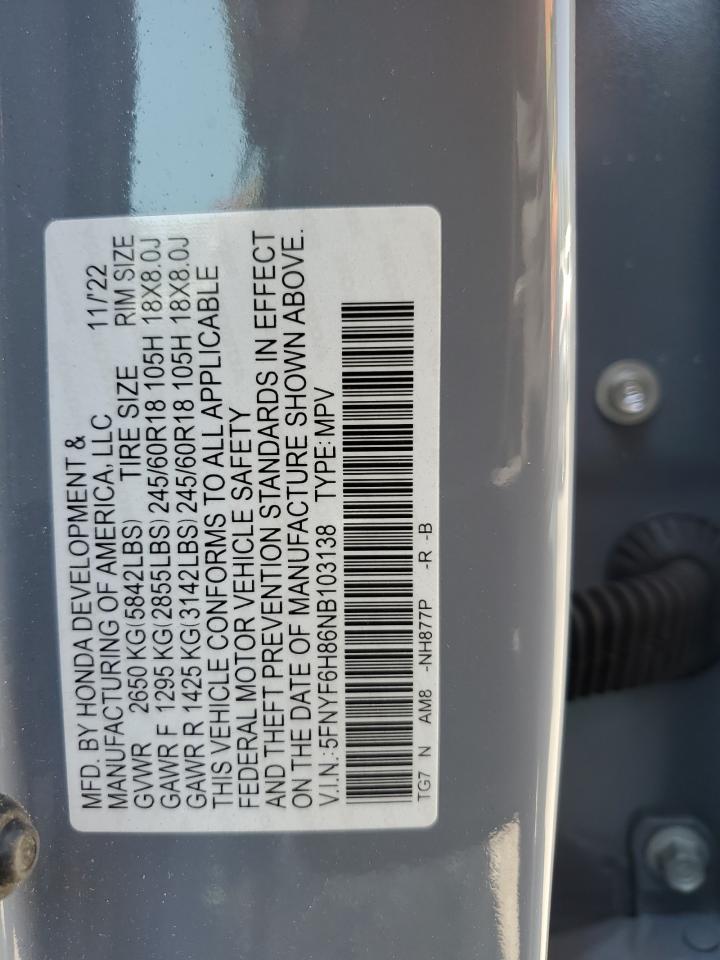 MFD. BY HONDA DEVELOPMENT &
MANUFACTURING OF AMERICA, LLC 11/'22
GVWR 2650 KG(5842LBS) TIRE SIZE RIM SIZE
GAWR F 1295 KG(2855LBS)245/60R18 105H 18X8.0J
GAWR R 1425 KG(3142LBS)245/60R18 105H 18X8.0J
THIS VEHICLE CONFORMS TO ALL APPLICABLE
FEDERAL MOTOR VEHICLE SAFETY
AND THEFT PREVENTION STANDARDS IN EFFECT
ON THE DATE OF MANUFACTURE SHOWN ABOVE.
V.I.N.:5FNYF6H86NB103138 TYPE:MPV
TG7 N AM8 -NH877P -R -B